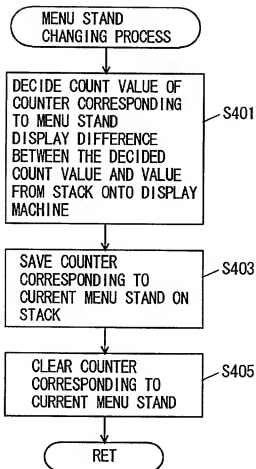 MENU STAND
CHANGING PROCESS
DECIDE COUNT VALUE OF
COUNTER CORRESPONDING
TO MENU STAND
DISPLAY DIFFERENCE
BETWEEN THE DECIDED
COUNT VALUE AND VALUE
FROM STACK ONTO DISPLAY
MACHINE
S401
SAVE COUNTER
CORRESPONDING TO
CURRENT MENU STAND ON
STACK
S403
CLEAR COUNTER
CORRESPONDING TO
CURRENT MENU STAND
S405
RET